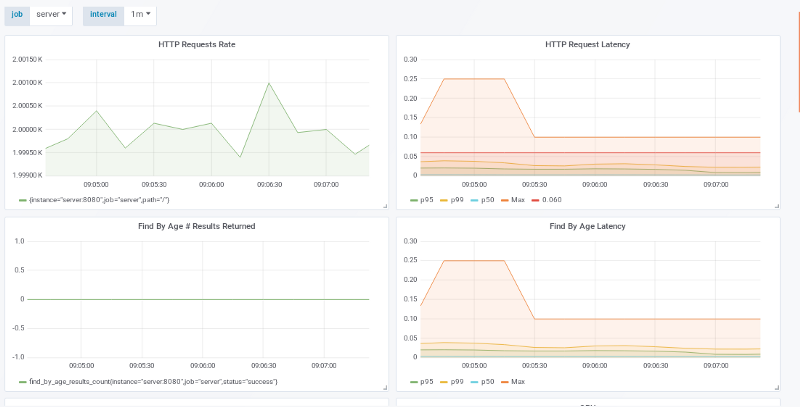 job server interval 1m
HTTP Requests Rate
2.00150 K
2.00100 K
2.00050 K
2.00000 K
1.99950 K
1.99900 K
09:05:00 09:05:30 09:06:00 09:06:30 09:07:00
{instance="server:8080",job="server",path="/"}
HTTP Request Latency
0.30
0.25
0.20
0.15
0.10
0.05
0
09:05:00 09:05:30 09:06:00 09:06:30 09:07:00
p95 p99 p50 Max 0.060
Find By Age # Results Returned
1.0
0.5
0
-0.5
-1.0
09:05:00 09:05:30 09:06:00 09:06:30 09:07:00
find_by_age_results_count{instance="server:8080",job="server",status="success"}
Find By Age Latency
0.30
0.25
0.20
0.15
0.10
0.05
0
09:05:00 09:05:30 09:06:00 09:06:30 09:07:00
p95 p99 p50 Max